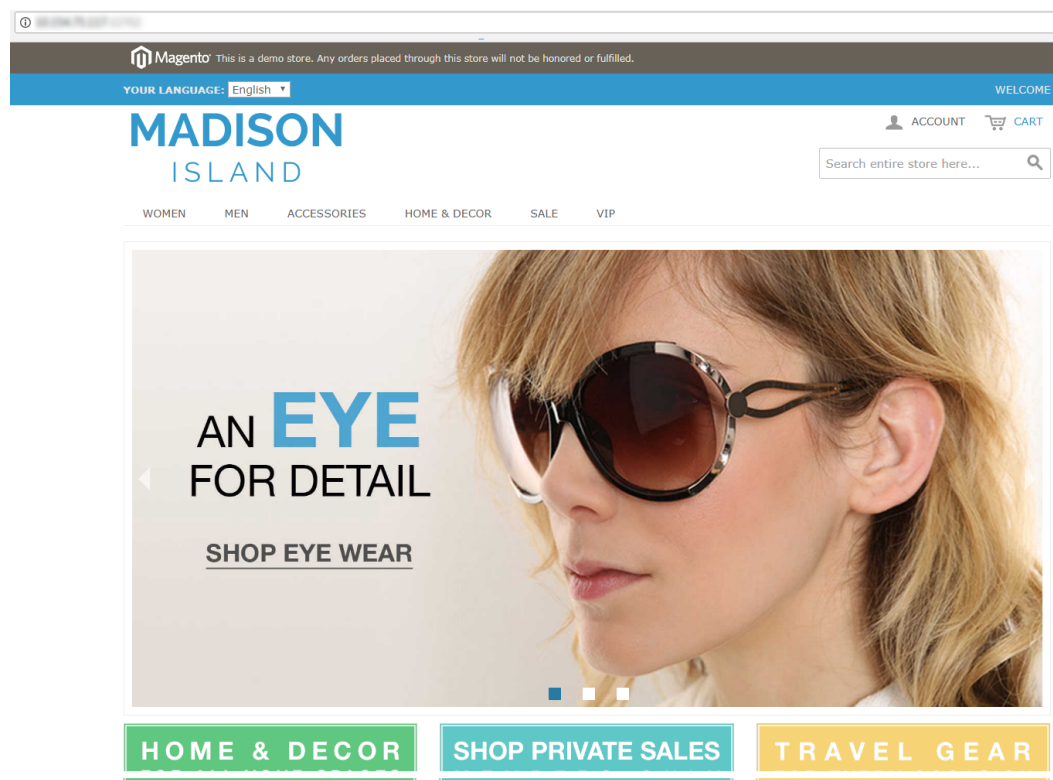 Magento® This is a demo store. Any orders placed through this store will not be honored or fulfilled.
YOUR LANGUAGE: English WELCOME
MADISON
ISLAND
ACCOUNT CART
Search entire store here...
WOMEN MEN ACCESSORIES HOME & DECOR SALE VIP
AN EYE
FOR DETAIL
SHOP EYE WEAR
HOME & DECOR SHOP PRIVATE SALES TRAVEL GEAR